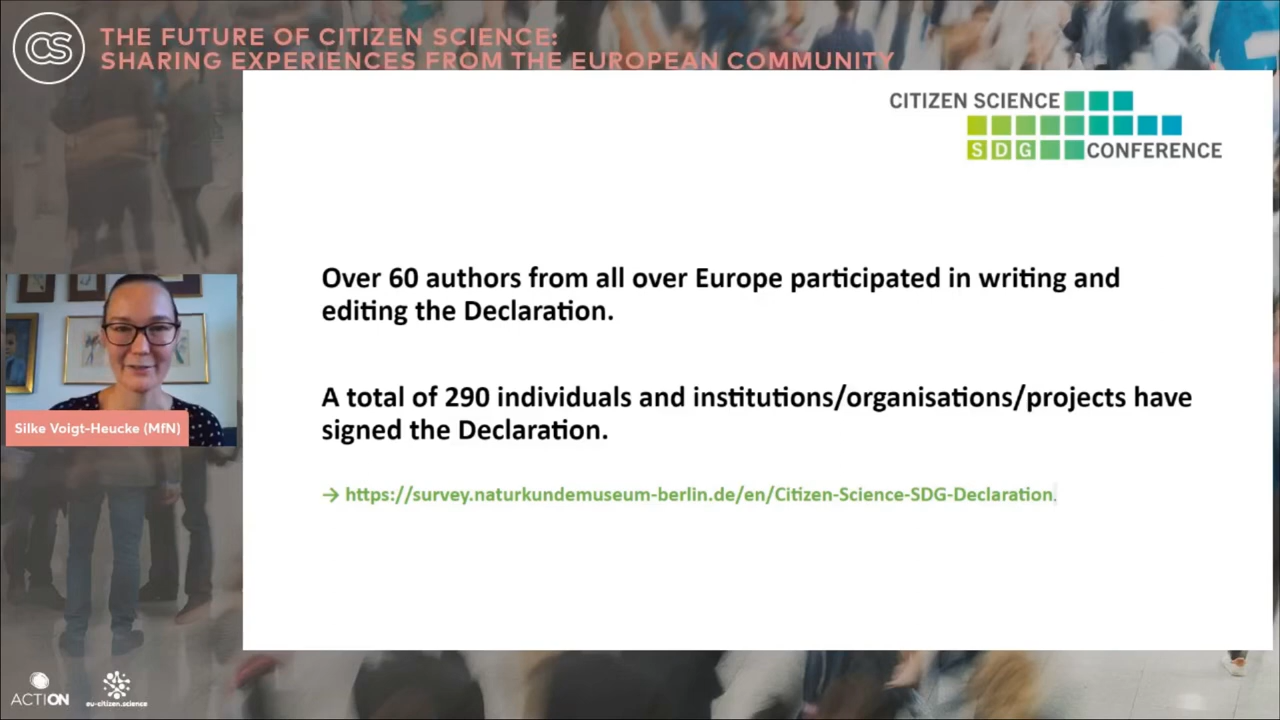 CS
THE FUTURE OF CITIZEN SCIENCE:
SHARING EXPERIENCES FROM THE EUROPEAN COMMUNITY
CITIZEN SCIENCE
SDG CONFERENCE
Over 60 authors from all over Europe participated in writing and
editing the Declaration.
A total of 290 individuals and institutions/organisations/projects have
signed the Declaration.
→ https://survey.naturkundemuseum-berlin.de/en/Citizen-Science-SDG-Declaration.
Silke Voigt-Heucke (MfN)
ACTION
eu-citizen.science